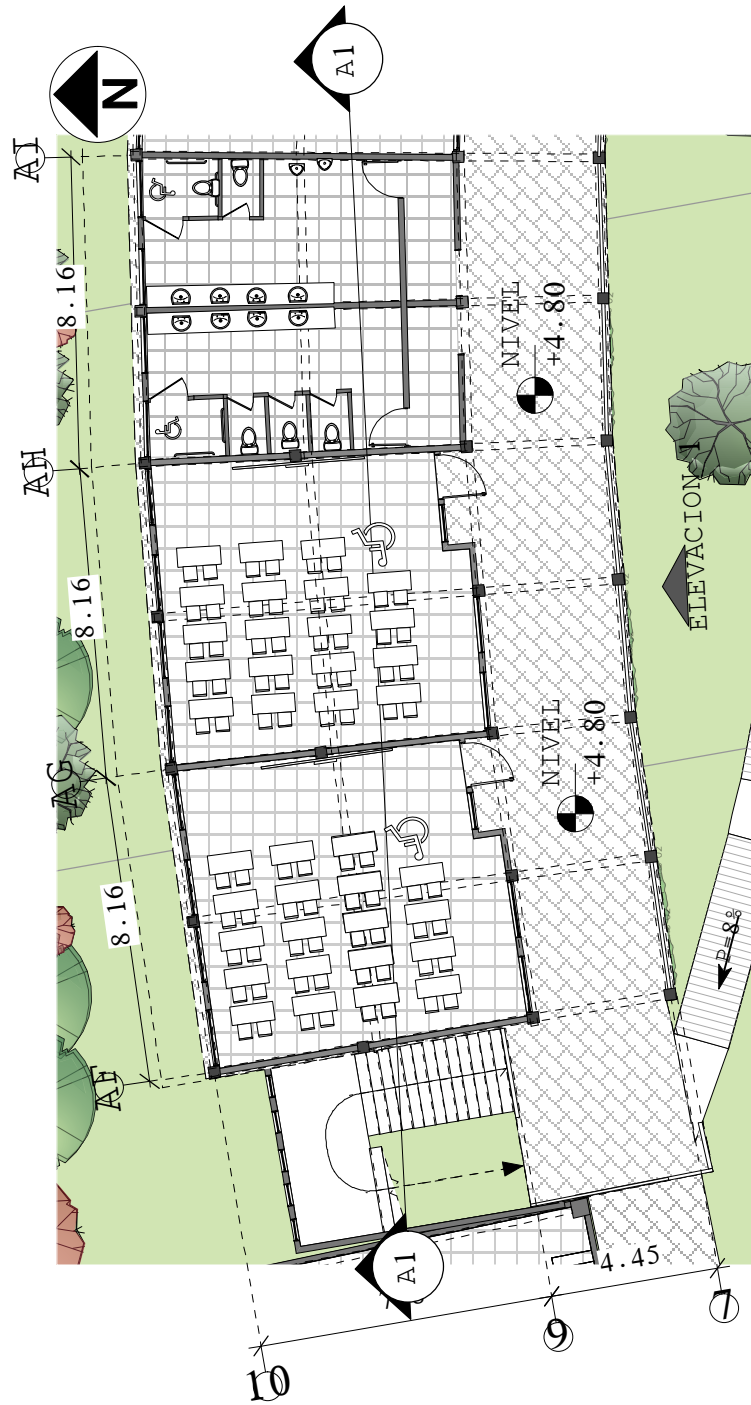 A1
N
AI
8.16
NIVEL
+4.80
AH
ELEVACION 1
8.16
NIVEL
+4.80
AG
8.16
P=8%
AF
A1
4.45
7
9
10